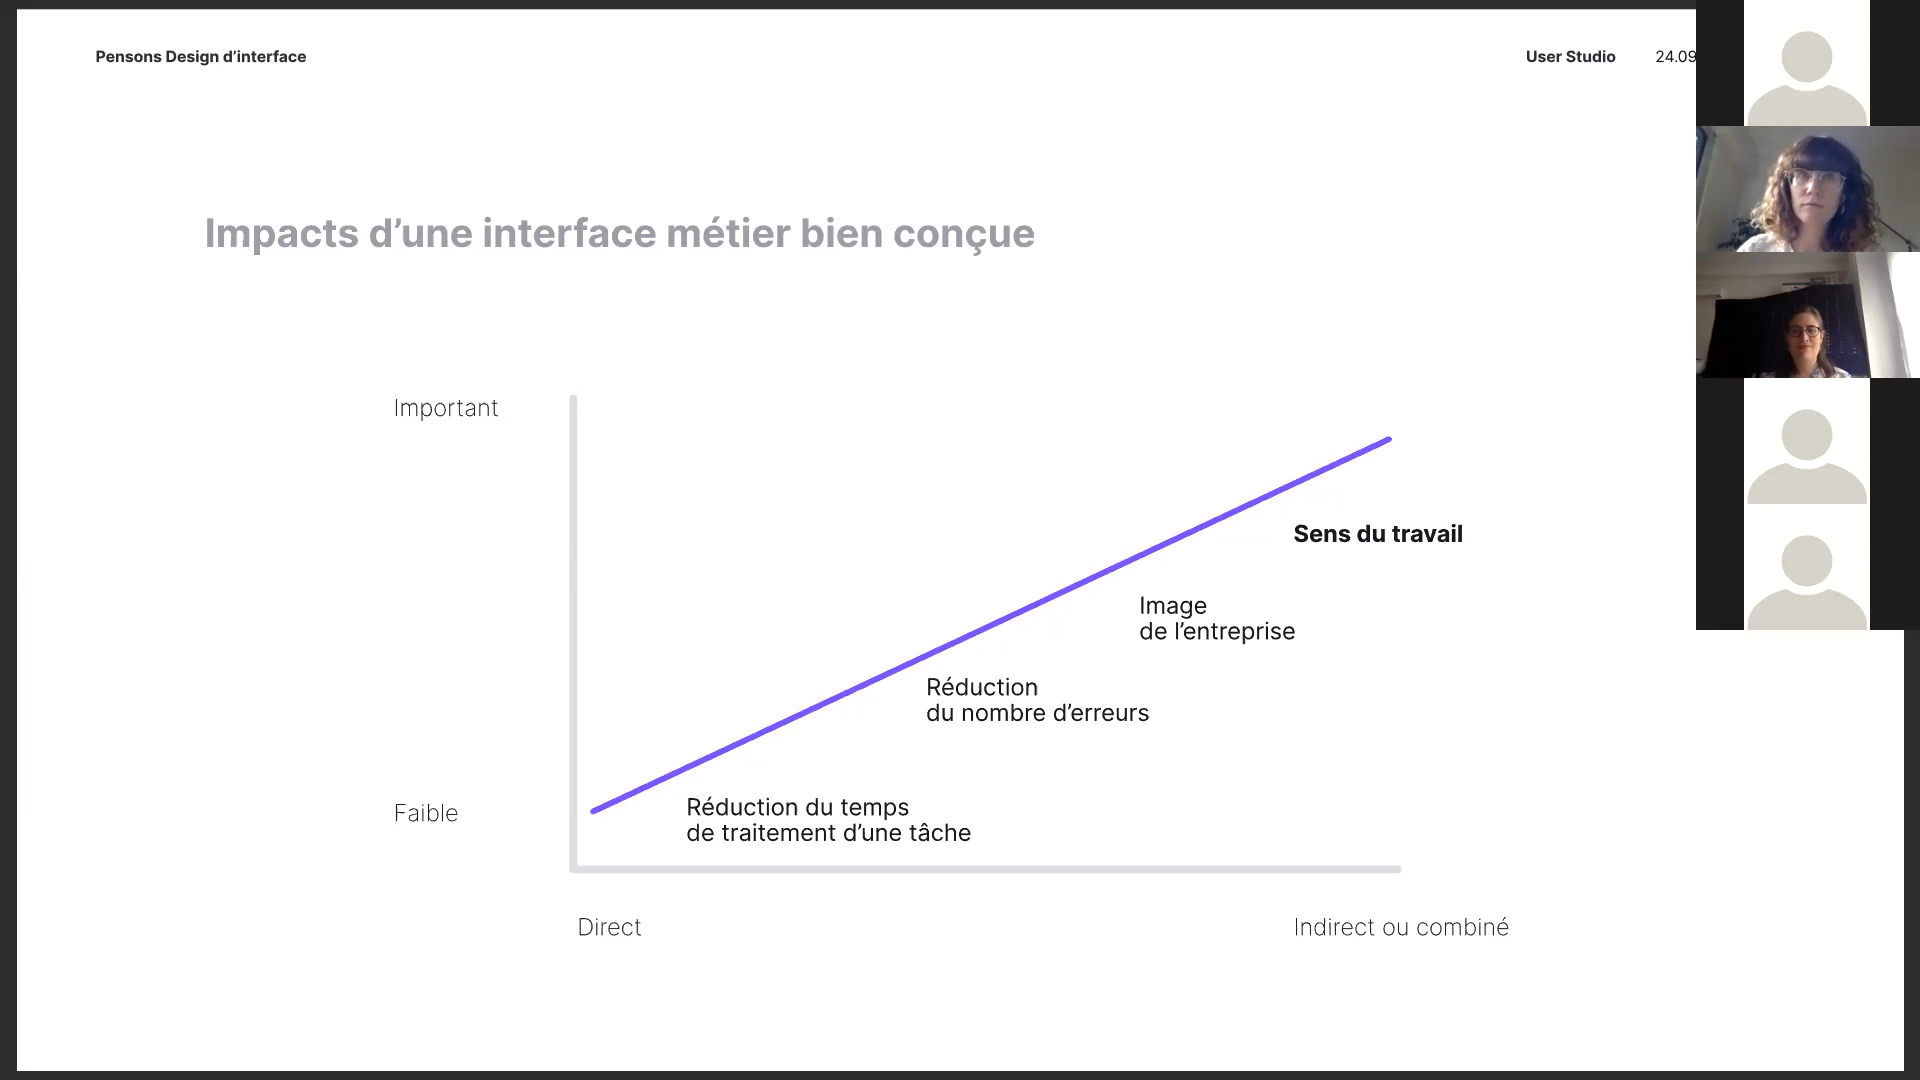 Pensons Design d’interface
User Studio
24.09
Impacts d’une interface métier bien conçue
Important
Sens du travail
Image
de l’entreprise
Réduction
du nombre d’erreurs
Faible
Réduction du temps
de traitement d’une tâche
Direct
Indirect ou combiné